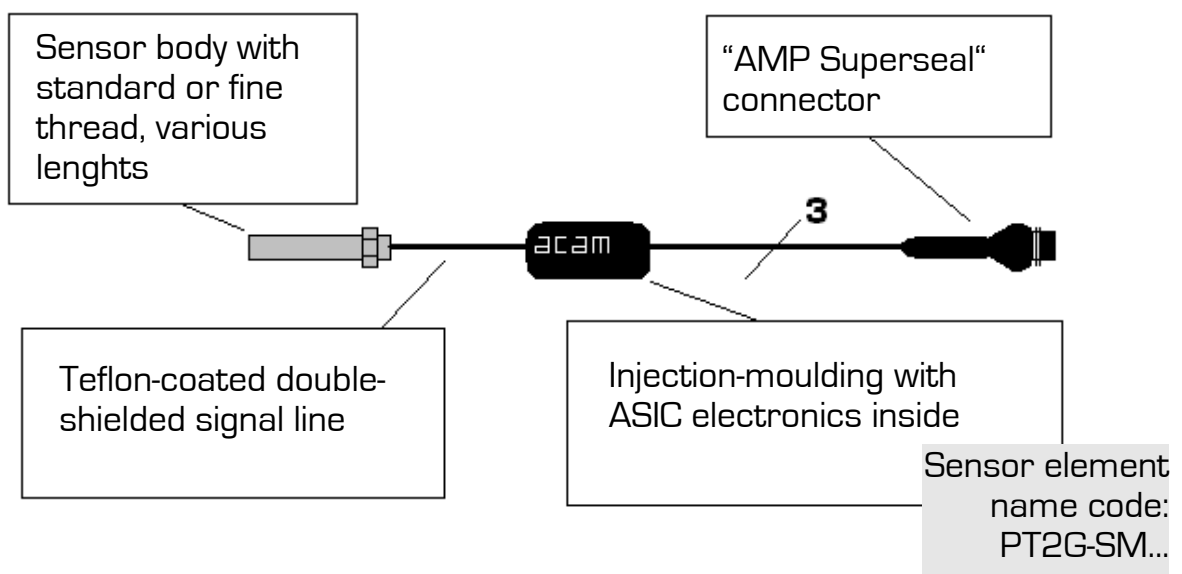 Sensor body with
standard or fine
thread, various
lenghts
“AMP Superseal“
connector
3
acam
Teflon-coated double-
shielded signal line
Injection-moulding with
ASIC electronics inside
Sensor element
name code:
PT2G-SM...